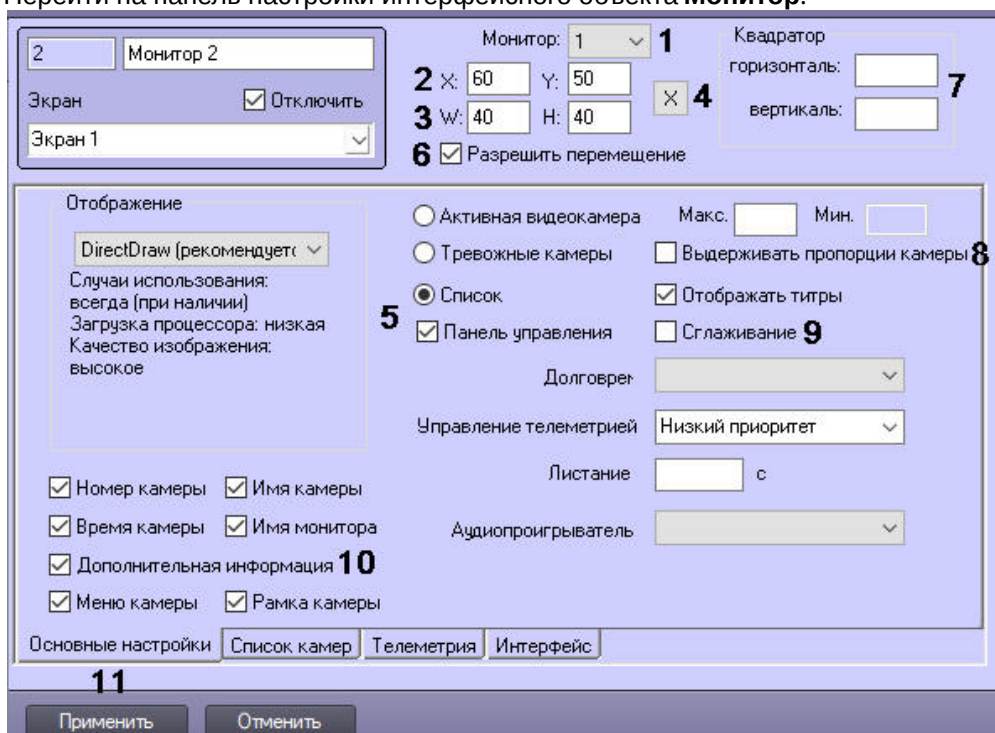 Перейти на панель настройки интерфейсного объекта Монитор.
2 Монитор 2
Экран Отключить
Экран 1
Монитор: 1 1
2 X: 60 Y: 50
3 W: 40 H: 40
X 4
6 Разрешить перемещение
Квадратор
горизонталь:
вертикаль:
7
Отображение
DirectDraw (рекомендуетс
Случаи использования:
всегда (при наличии)
Загрузка процессора: низкая
Качество изображения:
высокое
5
Активная видеокамера Макс. Мин.
Тревожные камеры Выдерживать пропорции камеры 8
Список Отображать титры
Панель управления Сглаживание 9
Долговрем
Управление телеметрией Низкий приоритет
Листание с
Аудиопроигрыватель
Номер камеры Имя камеры
Время камеры Имя монитора
Дополнительная информация 10
Меню камеры Рамка камеры
Основные настройки Список камер Телеметрия Интерфейс
11
Применить Отменить